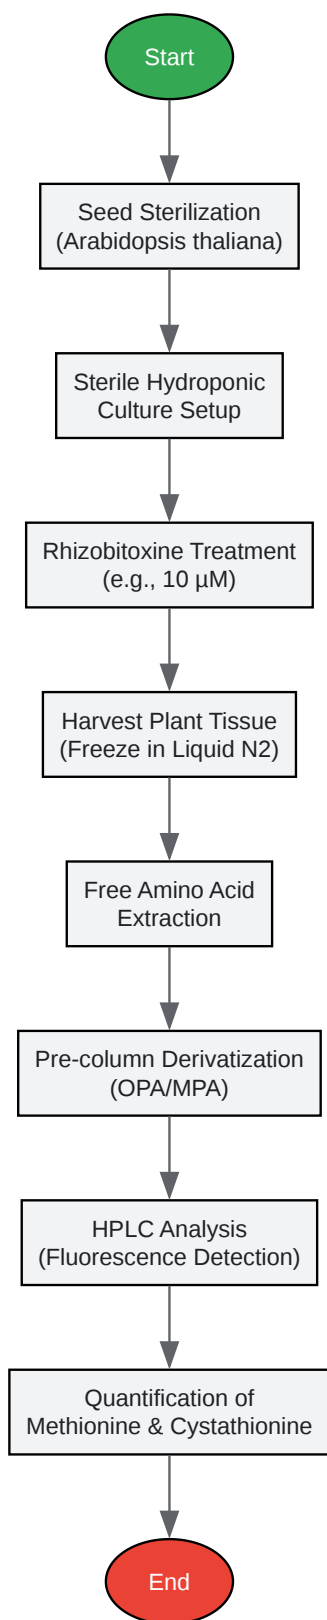 Start
Seed Sterilization
(Arabidopsis thaliana)
Sterile Hydroponic
Culture Setup
Rhizobitoxine Treatment
(e.g., 10 µM)
Harvest Plant Tissue
(Freeze in Liquid N2)
Free Amino Acid
Extraction
Pre-column Derivatization
(OPA/MPA)
HPLC Analysis
(Fluorescence Detection)
Quantification of
Methionine & Cystathionine
End